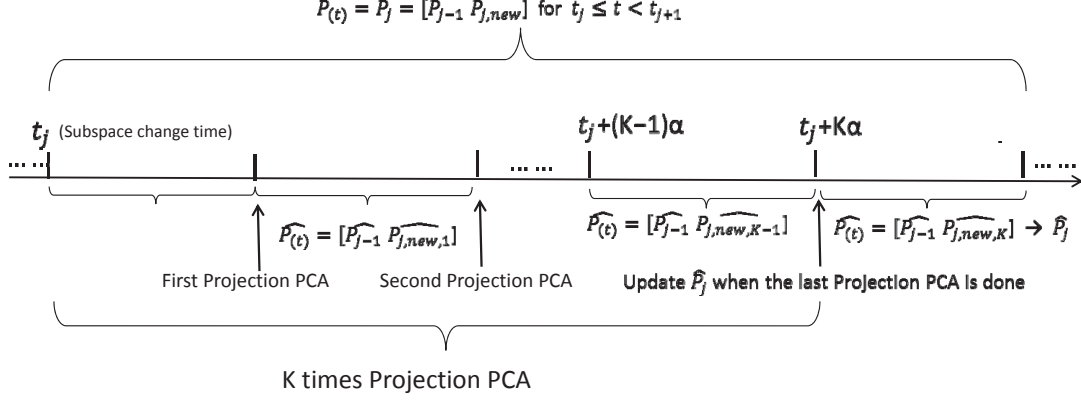 P(t) = Pj = [Pj-1 Pj,new] for tj ≤ t < tj+1
tj (Subspace change time)
tj+(K−1)α
tj+Kα
... ...
... ...
... ...
P̂(t) = [P̂j-1 P̂j,new,1]
P̂(t) = [P̂j-1 P̂j,new,K-1]
P̂(t) = [P̂j-1 P̂j,new,K] → P̂j
First Projection PCA
Second Projection PCA
Update P̂j when the last Projection PCA is done
K times Projection PCA